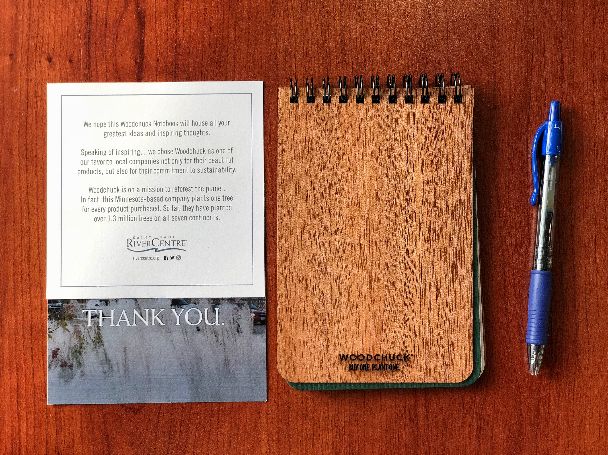 We hope this Woodchuck Notebook will house all your
greatest ideas and inspiring thoughts.
Speaking of inspiring... we chose Woodchuck as one of
our favorite local companies not only for their beautiful
products, but also for their commitment to sustainability.
Woodchuck is on a mission to reforest the planet.
In fact, this Minnesota-based company plants one tree
for every product purchased. So far, they have planted
over 1.3 million trees on all seven continents.
SAINT PAUL
RIVERCENTRE
THANK YOU.
WOODCHUCK
BUY ONE. PLANT ONE.